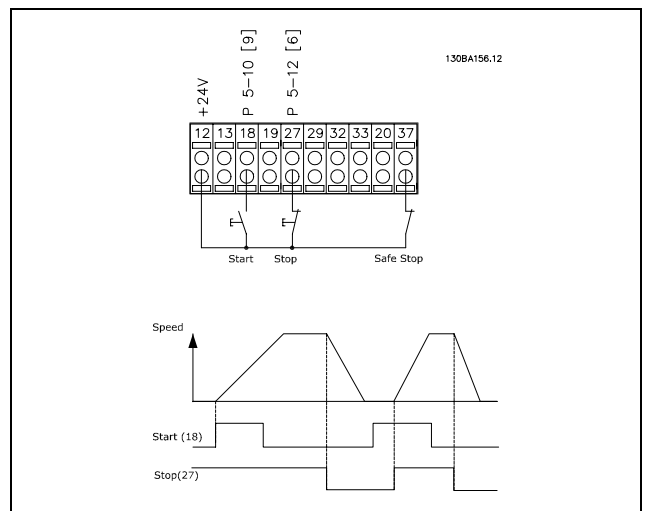 130BA156.12
+24V
P 5-10 [9]
P 5-12 [6]
12 13 18 19 27 29 32 33 20 37
Start Stop Safe Stop
Speed
Start (18)
Stop(27)